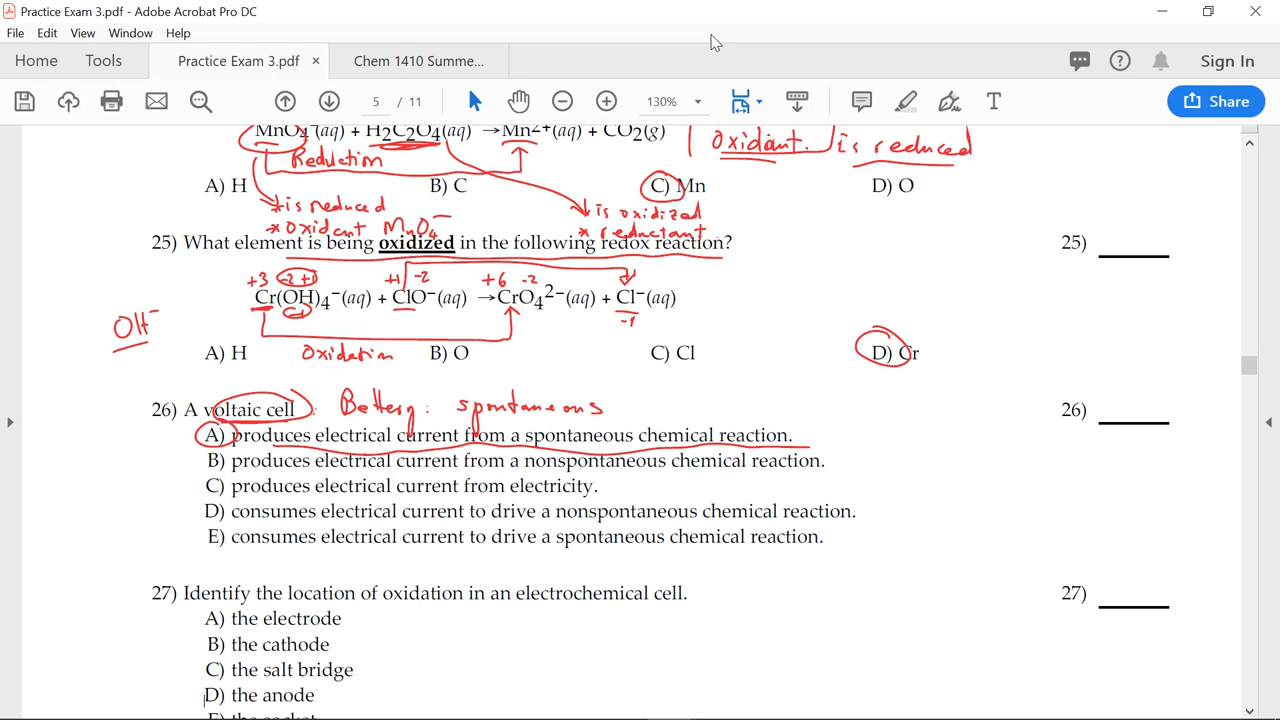 Practice Exam 3.pdf - Adobe Acrobat Pro DC
File Edit View Window Help
Home Tools Practice Exam 3.pdf × Chem 1410 Summe... ? Sign In
5 / 11 130% Share
MnO4⁻(aq) + H2C2O4(aq) →Mn2+(aq) + CO2(g) oxidant. is reduced
Reduction
A) H B) C C) Mn D) O
*is reduced * is oxidized
* oxidant MnO4⁻ * reductant
25) What element is being oxidized in the following redox reaction? 25)
+3 -2 +1 +1 -2 +6 -2
Cr(OH)4⁻(aq) + ClO⁻(aq) →CrO4²⁻(aq) + Cl⁻(aq)
-1 -1
OH⁻
A) H Oxidation B) O C) Cl D) Cr
26) A voltaic cell : Battery : spontaneous 26)
A) produces electrical current from a spontaneous chemical reaction.
B) produces electrical current from a nonspontaneous chemical reaction.
C) produces electrical current from electricity.
D) consumes electrical current to drive a nonspontaneous chemical reaction.
E) consumes electrical current to drive a spontaneous chemical reaction.
27) Identify the location of oxidation in an electrochemical cell. 27)
A) the electrode
B) the cathode
C) the salt bridge
D) the anode
E) the socket